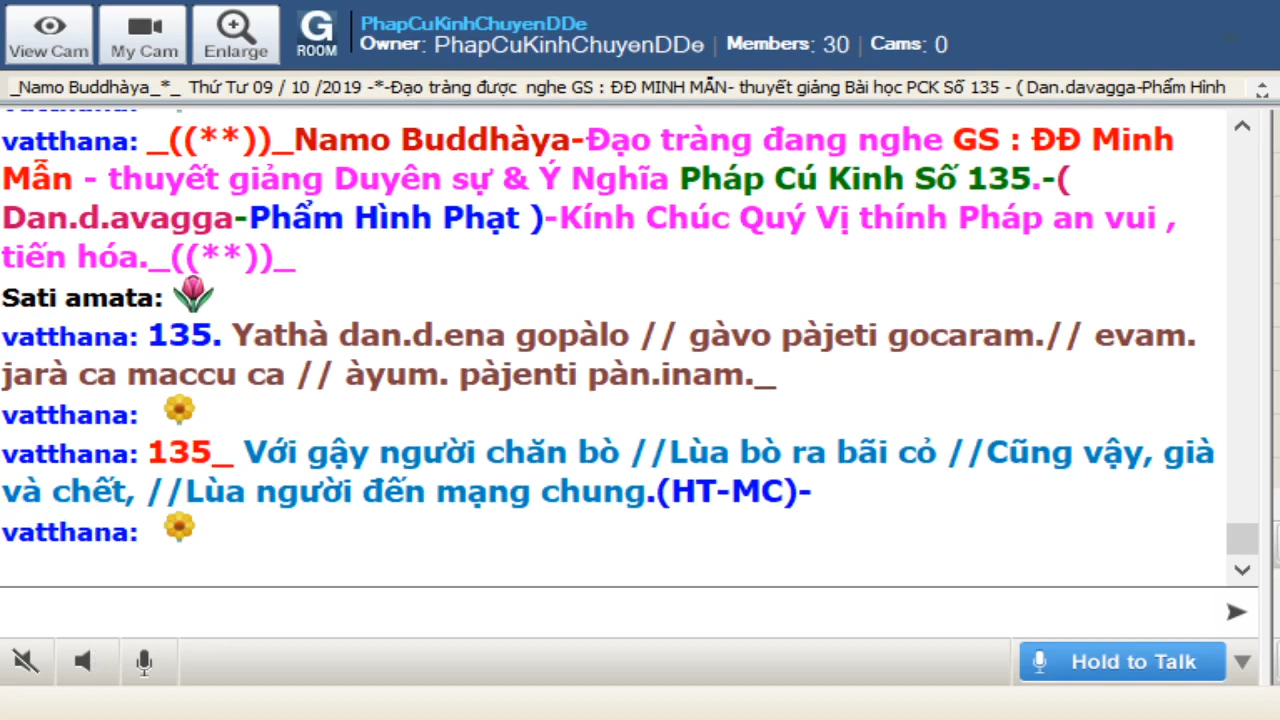 View Cam
My Cam
Enlarge
G
ROOM
PhapCuKinhChuyenDDe
Owner: PhapCuKinhChuyenDDe | Members: 30 | Cams: 0
_Namo Buddhàya_*_ Thứ Tư 09 / 10 /2019 -*-Đạo tràng được nghe GS : ĐĐ MINH MẪN- thuyết giảng Bài học PCK Số 135 - ( Dan.davagga-Phẩm Hình
vatthana: _((**))_Namo Buddhàya-Đạo tràng đang nghe GS : ĐĐ Minh
Mẫn - thuyết giảng Duyên sự & Ý Nghĩa Pháp Cú Kinh Số 135.-(
Dan.d.avagga-Phẩm Hình Phạt )-Kính Chúc Quý Vị thính Pháp an vui ,
tiến hóa._((**))_
Sati amata:
vatthana: 135. Yathà dan.d.ena gopàlo // gàvo pàjeti gocaram.// evam.
jarà ca maccu ca // àyum. pàjenti pàn.inam._
vatthana:
vatthana: 135_ Với gậy người chăn bò //Lùa bò ra bãi cỏ //Cũng vậy, già
và chết, //Lùa người đến mạng chung.(HT-MC)-
vatthana:
Hold to Talk